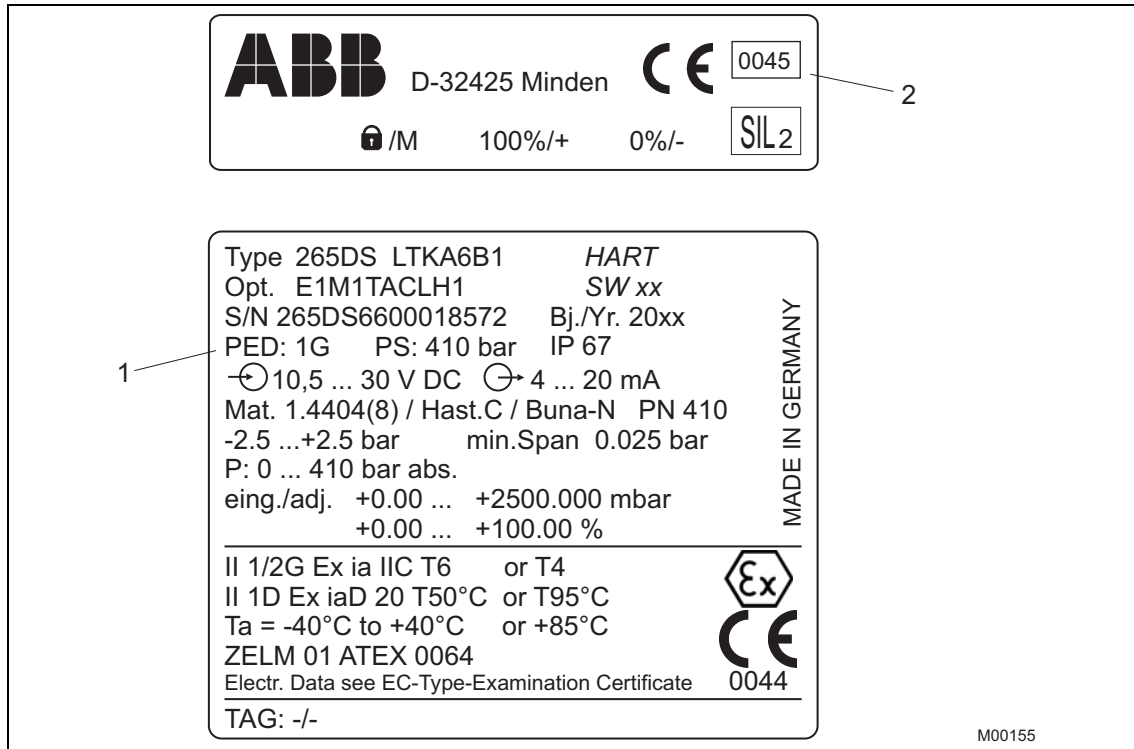 ABB D-32425 Minden CE 0045
2
/M 100%/+ 0%/- SIL 2
Type 265DS LTKA6B1 HART
Opt. E1M1TACLH1 SW xx
S/N 265DS6600018572 Bj./Yr. 20xx
1
PED: 1G PS: 410 bar IP 67
10,5 ... 30 V DC 4 ... 20 mA
Mat. 1.4404(8) / Hast.C / Buna-N PN 410
-2.5 ...+2.5 bar min.Span 0.025 bar
P: 0 ... 410 bar abs.
eing./adj. +0.00 ... +2500.000 mbar
+0.00 ... +100.00 %
MADE IN GERMANY
II 1/2G Ex ia IIC T6 or T4
II 1D Ex iaD 20 T50°C or T95°C
Ta = -40°C to +40°C or +85°C
ZELM 01 ATEX 0064
Electr. Data see EC-Type-Examination Certificate
Ex
CE
0044
TAG: -/-
M00155